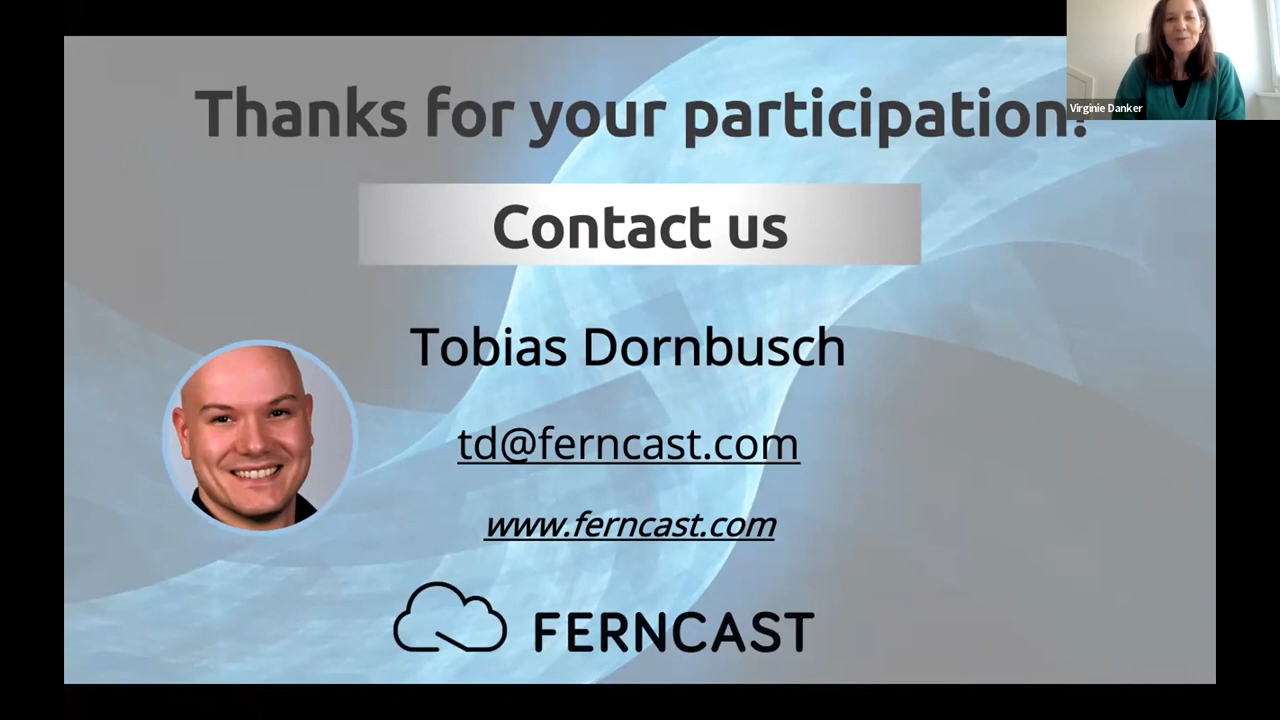 Thanks for your participation!
Virginie Danker
Contact us
Tobias Dornbusch
td@ferncast.com
www.ferncast.com
FERNCAST